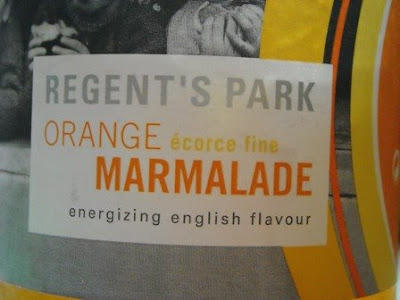 REGENT'S PARK
ORANGE écorce fine
MARMALADE
energizing english flavour